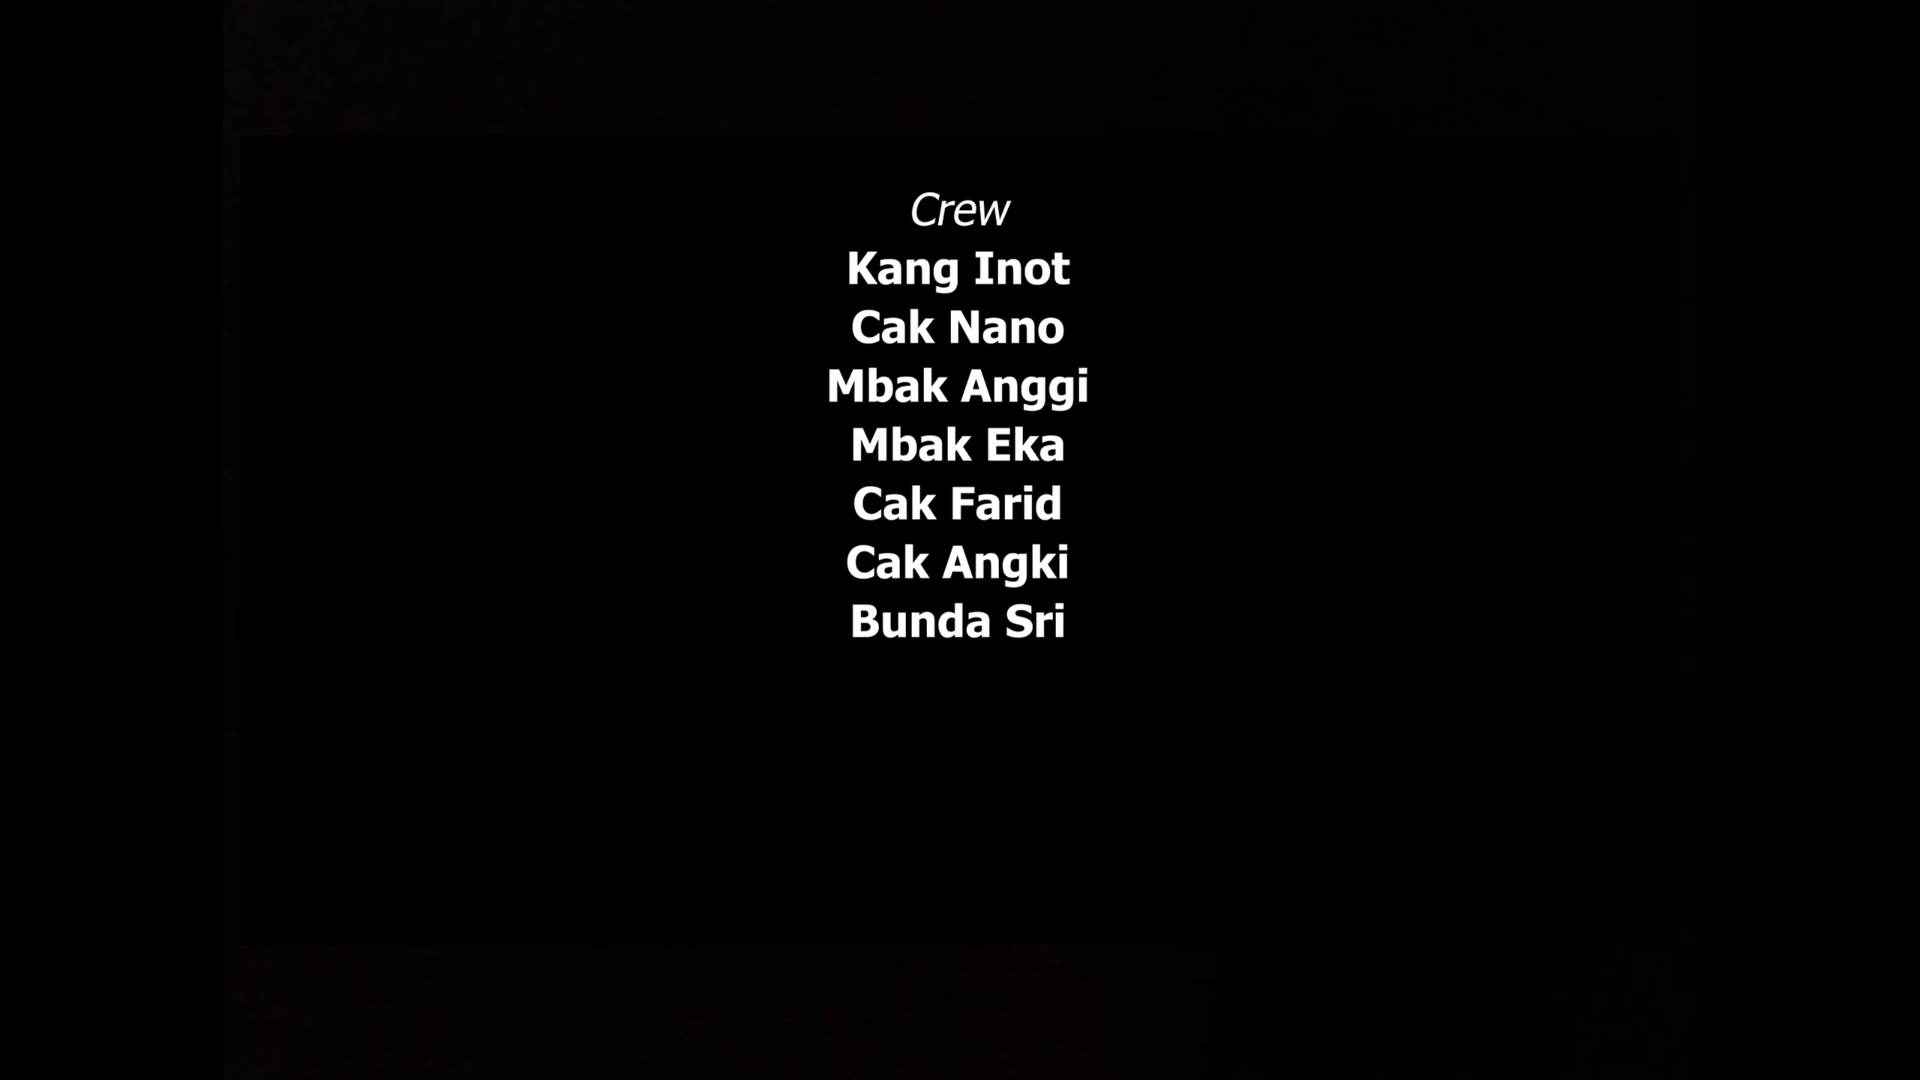 Crew
Kang Inot
Cak Nano
Mbak Anggi
Mbak Eka
Cak Farid
Cak Angki
Bunda Sri